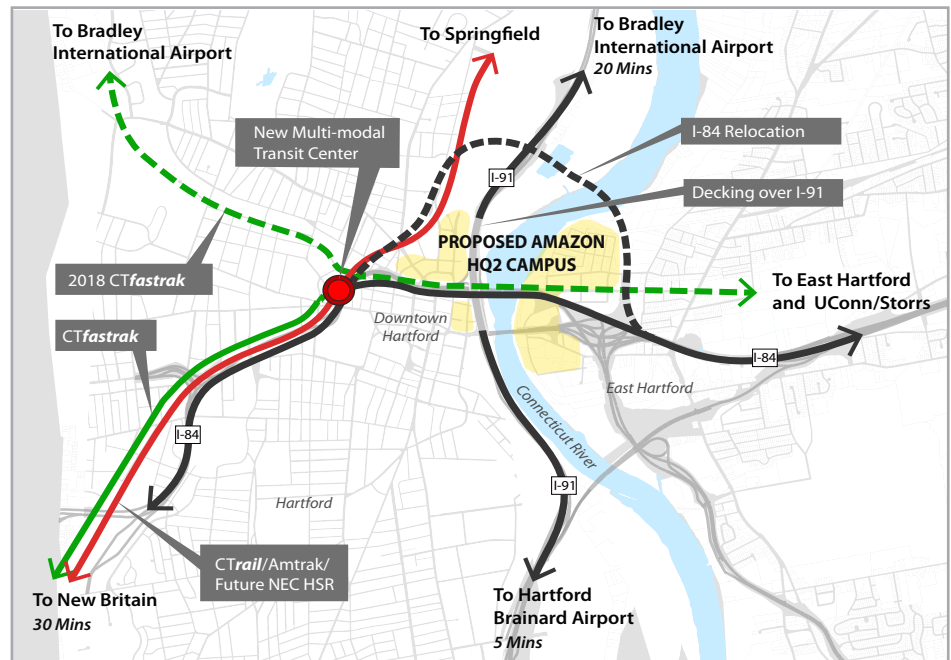 To Bradley
International Airport
To Springfield
To Bradley
International Airport
20 Mins
New Multi-modal
Transit Center
I-84 Relocation
I-91
Decking over I-91
PROPOSED AMAZON
HQ2 CAMPUS
2018 CTfastrak
To East Hartford
and UConn/Storrs
CTfastrak
Downtown
Hartford
I-84
East Hartford
Connecticut River
I-84
I-91
Hartford
CTrail/Amtrak/
Future NEC HSR
To New Britain
30 Mins
To Hartford
Brainard Airport
5 Mins